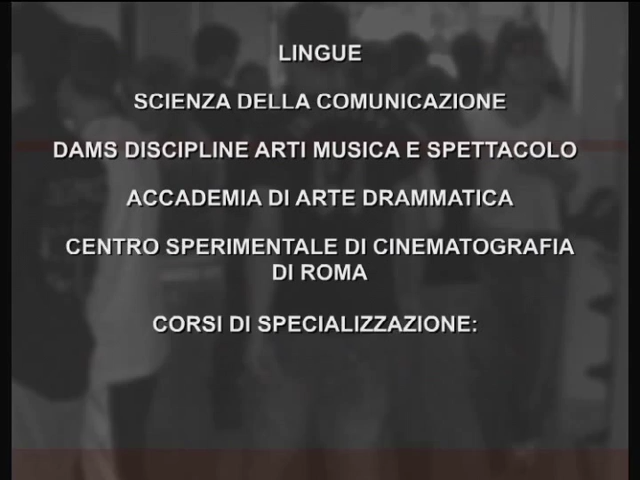 LINGUE
SCIENZA DELLA COMUNICAZIONE
DAMS DISCIPLINE ARTI MUSICA E SPETTACOLO
ACCADEMIA DI ARTE DRAMMATICA
CENTRO SPERIMENTALE DI CINEMATOGRAFIA
DI ROMA
CORSI DI SPECIALIZZAZIONE: